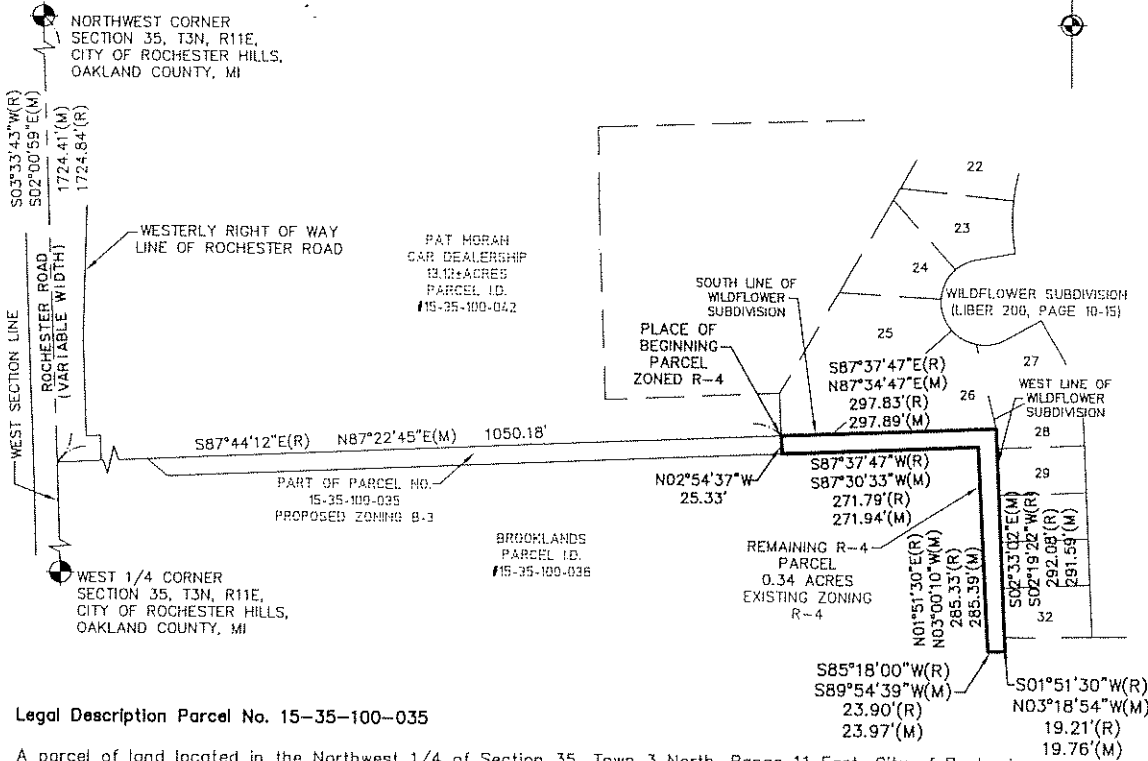 NORTHWEST CORNER
SECTION 35, T3N, R11E,
CITY OF ROCHESTER HILLS,
OAKLAND COUNTY, MI
S03°33'43"W(R)
S02°00'59"E(M)
1724.41'(M)
1724.84'(R)
WEST SECTION LINE
ROCHESTER ROAD
(VARIABLE WIDTH)
WESTERLY RIGHT OF WAY
LINE OF ROCHESTER ROAD
PAT MORAN
CAR DEALERSHIP
13.12±ACRES
PARCEL I.D.
#15-35-100-042
22
23
24
25
26
27
28
29
32
WILDFLOWER SUBDIVISION
(LIBER 200, PAGE 10-15)
SOUTH LINE OF
WILDFLOWER
SUBDIVISION
PLACE OF
BEGINNING
PARCEL
ZONED R-4
S87°37'47"E(R)
N87°34'47"E(M)
297.83'(R)
297.89'(M)
WEST LINE OF
WILDFLOWER
SUBDIVISION
S87°44'12"E(R) N87°22'45"E(M) 1050.18'
N02°54'37"W
25.33'
S87°37'47"W(R)
S87°30'33"W(M)
271.79'(R)
271.94'(M)
PART OF PARCEL NO.
15-35-100-035
PROPOSED ZONING B-3
BROOKLANDS
PARCEL I.D.
#15-35-100-036
REMAINING R-4
PARCEL
0.34 ACRES
EXISTING ZONING
R-4
N01°51'30"E(R)
N03°00'10"W(M)
285.33'(R)
285.39'(M)
S02°33'02"E(M)
S02°19'22"W(R)
292.08'(R)
291.59'(M)
WEST 1/4 CORNER
SECTION 35, T3N, R11E,
CITY OF ROCHESTER HILLS,
OAKLAND COUNTY, MI
S85°18'00"W(R)
S89°54'39"W(M)
23.90'(R)
23.97'(M)
S01°51'30"W(R)
N03°18'54"W(M)
19.21'(R)
19.76'(M)
Legal Description Parcel No. 15-35-100-035
A parcel of land located in the Northwest 1/4 of Section 35, Town 3 North, Range 11 East, City of Rochester